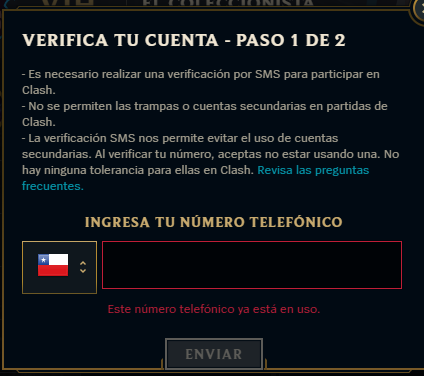 VERIFICA TU CUENTA - PASO 1 DE 2
- Es necesario realizar una verificación por SMS para participar en
Clash.
- No se permiten las trampas o cuentas secundarias en partidas de
Clash.
- La verificación SMS nos permite evitar el uso de cuentas
secundarias. Al verificar tu número, aceptas no estar usando una. No
hay ninguna tolerancia para ellas en Clash. Revisa las preguntas
frecuentes.
INGRESA TU NÚMERO TELEFÓNICO
Este número telefónico ya está en uso.
ENVIAR